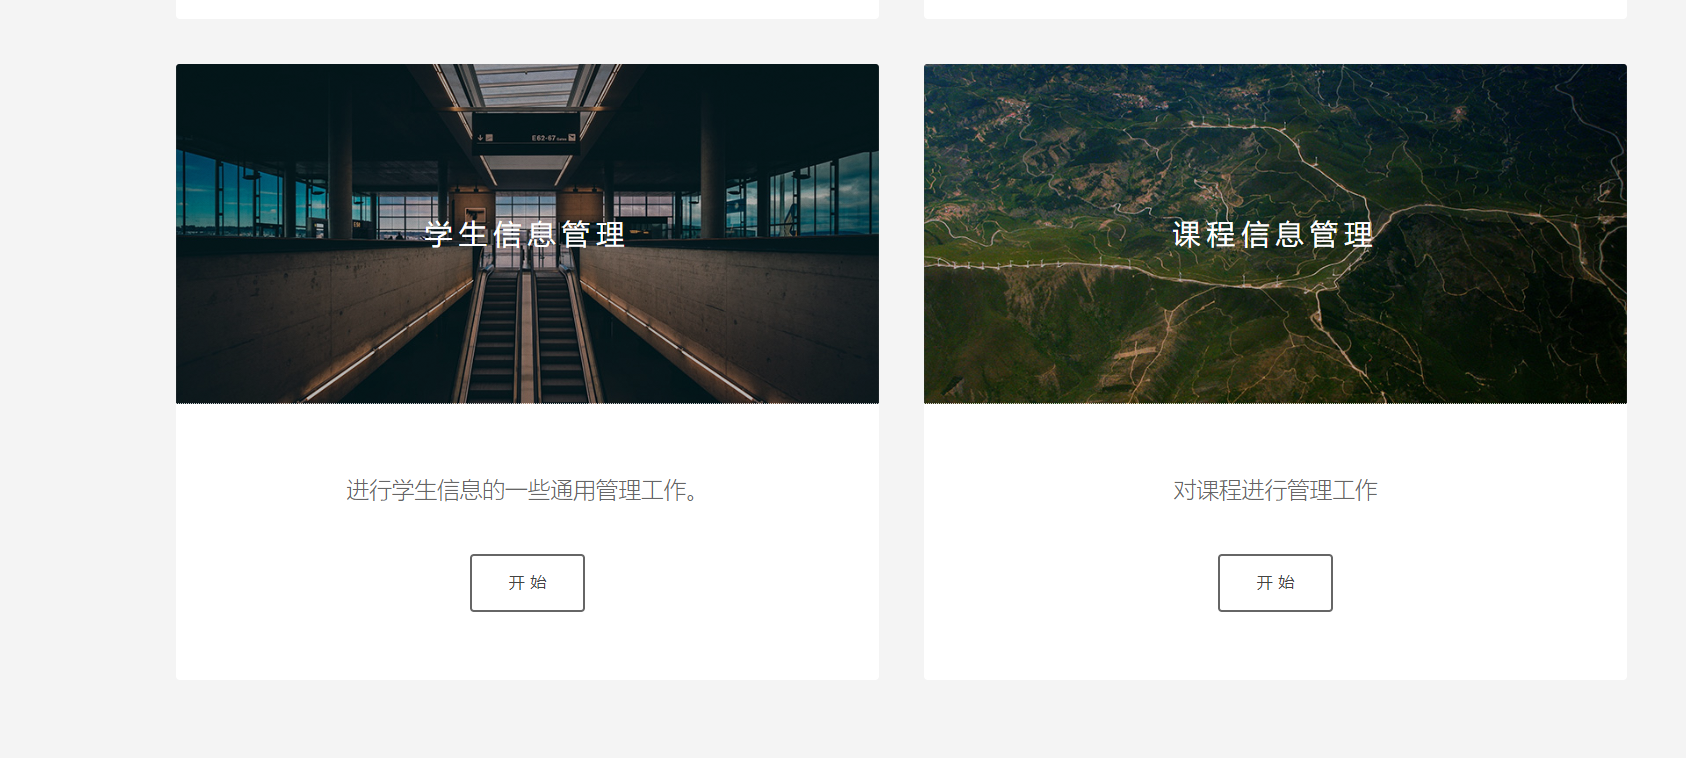 E62-67
学生信息管理
课程信息管理
进行学生信息的一些通用管理工作。
对课程进行管理工作
开始
开始